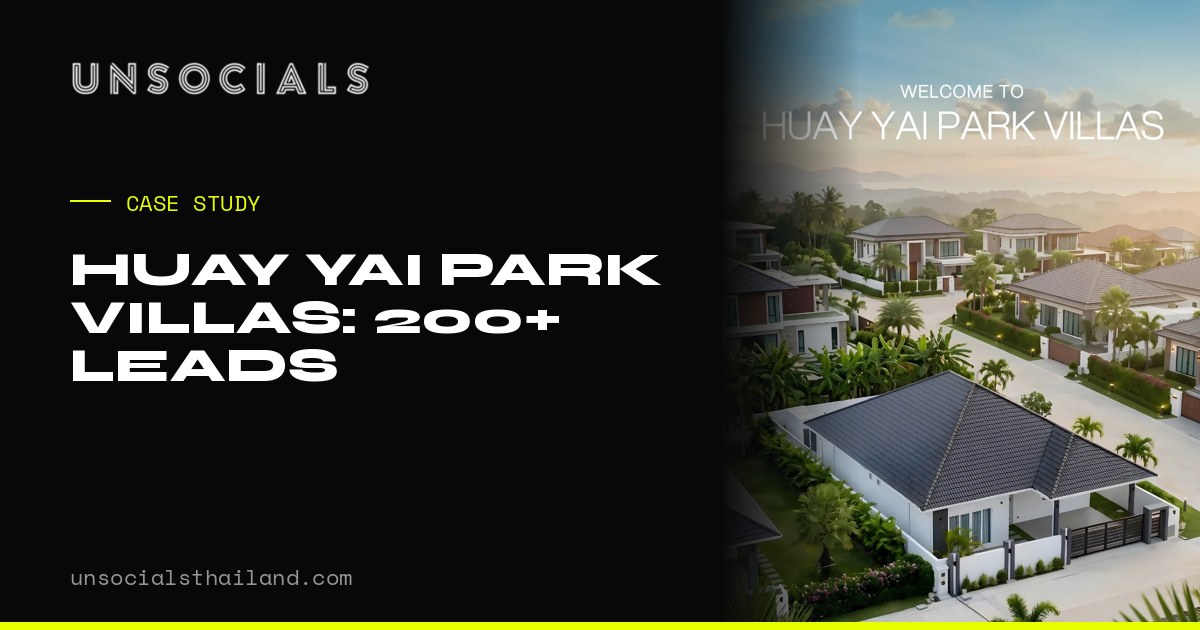 UNSOCIALS
CASE STUDY
HUAY YAI PARK
VILLAS: 200+
LEADS
unsocialsthailand.com
WELCOME TO
HUAY YAI PARK VILLAS